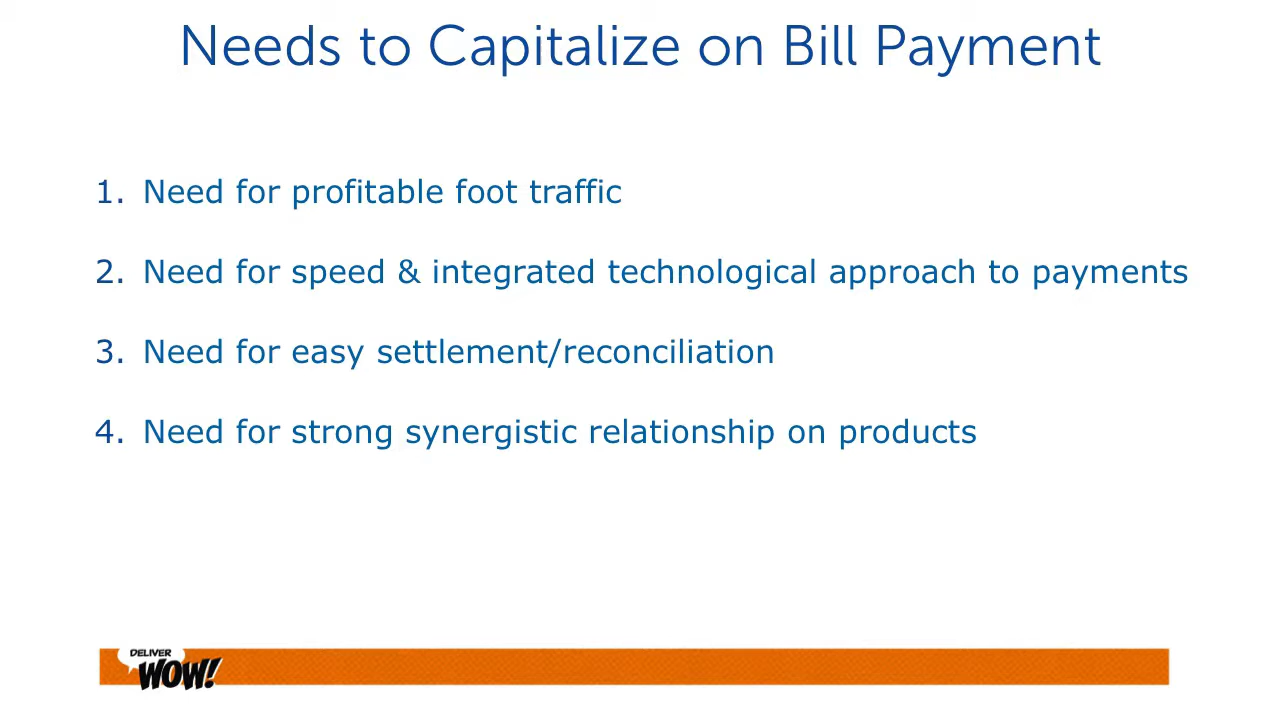 Needs to Capitalize on Bill Payment
1. Need for profitable foot traffic
2. Need for speed & integrated technological approach to payments
3. Need for easy settlement/reconciliation
4. Need for strong synergistic relationship on products
DELIVER
WOW!